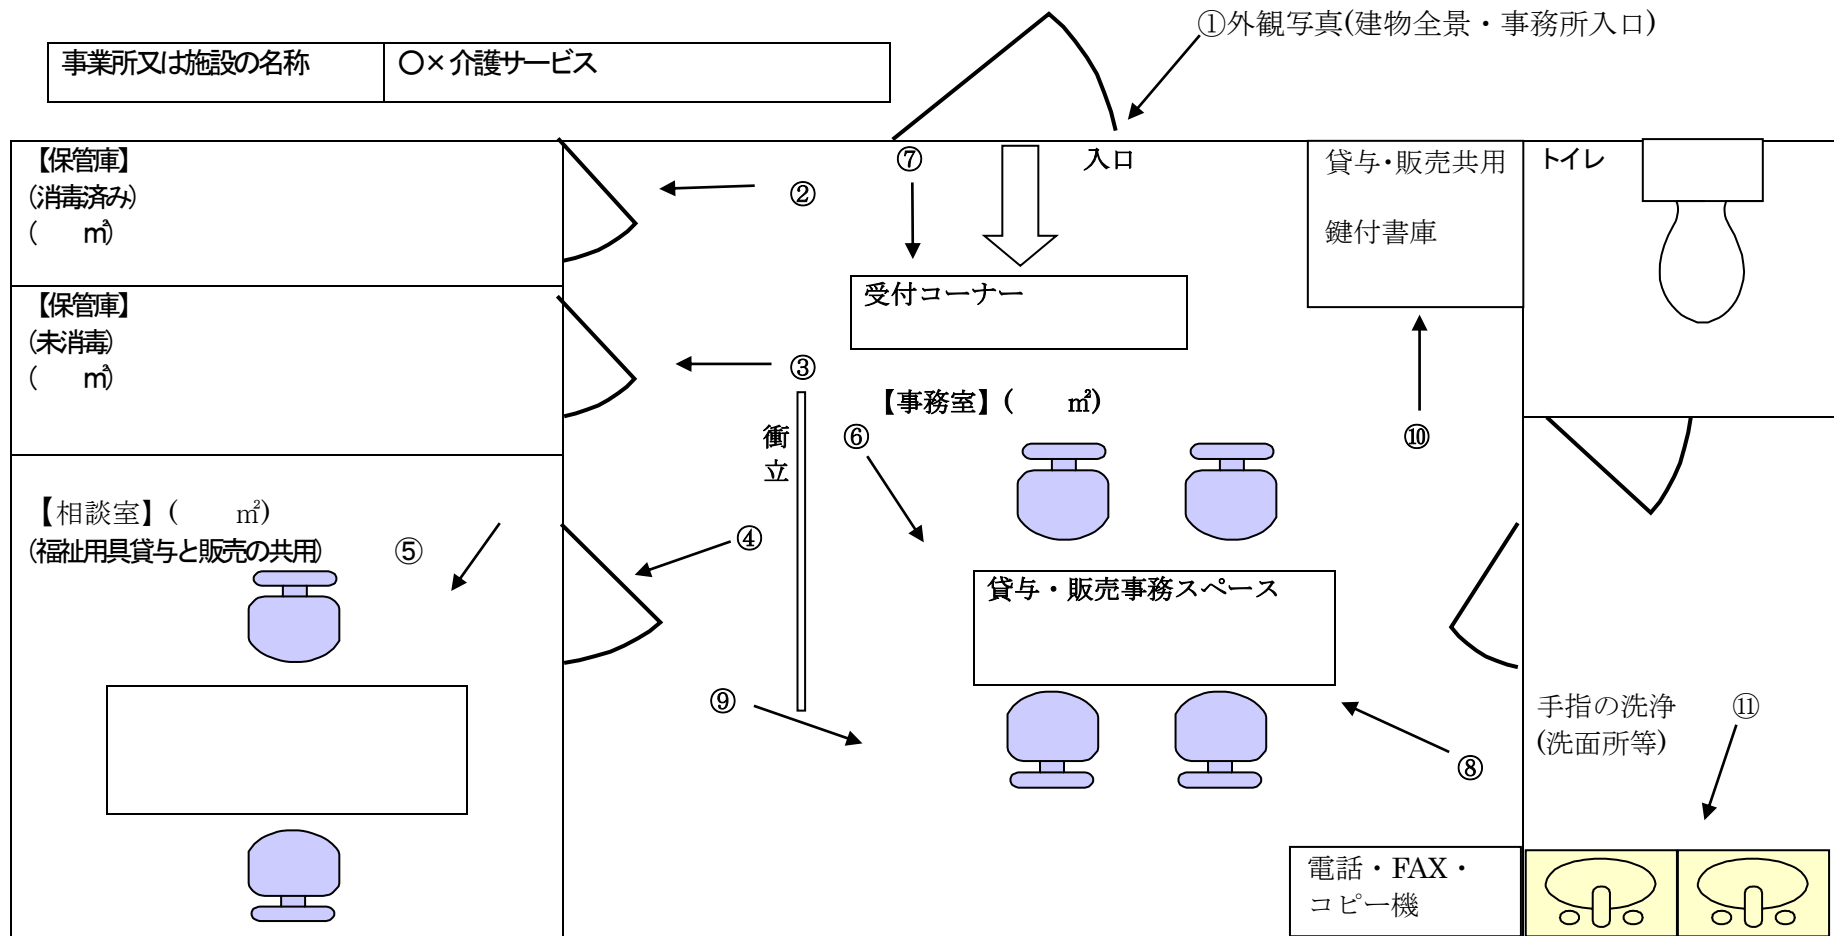 ①外観写真(建物全景・事務所入口)
事業所又は施設の名称
〇×介護サービス
【保管庫】
(消毒済み)
(　　㎡)
②
⑦
入口
貸与・販売共用
鍵付書庫
トイレ
受付コーナー
【保管庫】
(未消毒)
(　　㎡)
③
【事務室】(　　㎡)
衝立
⑥
⑩
【相談室】(　　㎡)
(福祉用具貸与と販売の共用)
⑤
④
貸与・販売事務スペース
⑨
⑧
手指の洗浄
(洗面所等)
⑪
電話・FAX・
コピー機